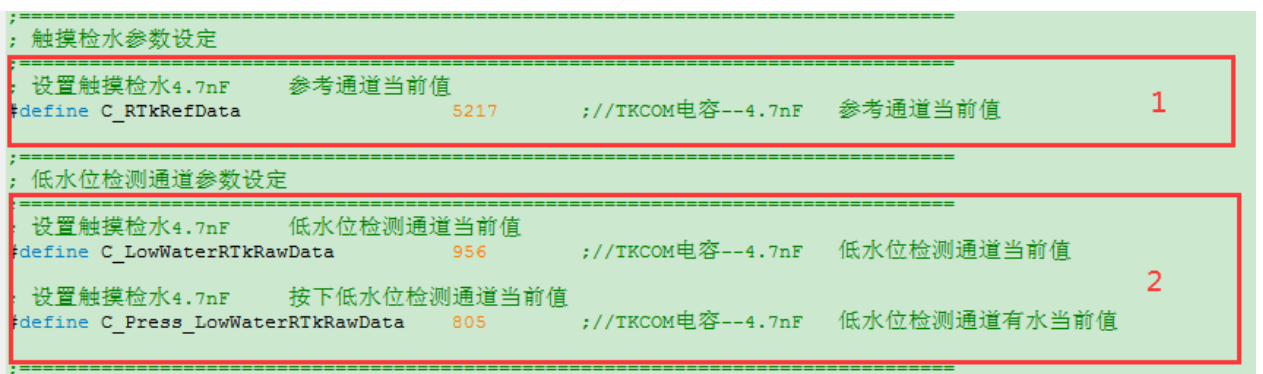 ;================================================================================
; 触摸检水参数设定
;================================================================================
; 设置触摸检水4.7nF 参考通道当前值
#define C_RTkRefData 5217 ;//TKCOM电容--4.7nF 参考通道当前值
1
;================================================================================
; 低水位检测通道参数设定
;================================================================================
; 设置触摸检水4.7nF 低水位检测通道当前值
#define C_LowWaterRTkRawData 956 ;//TKCOM电容--4.7nF 低水位检测通道当前值
2
; 设置触摸检水4.7nF 按下低水位检测通道当前值
#define C_Press_LowWaterRTkRawData 805 ;//TKCOM电容--4.7nF 低水位检测通道有水当前值
;================================================================================